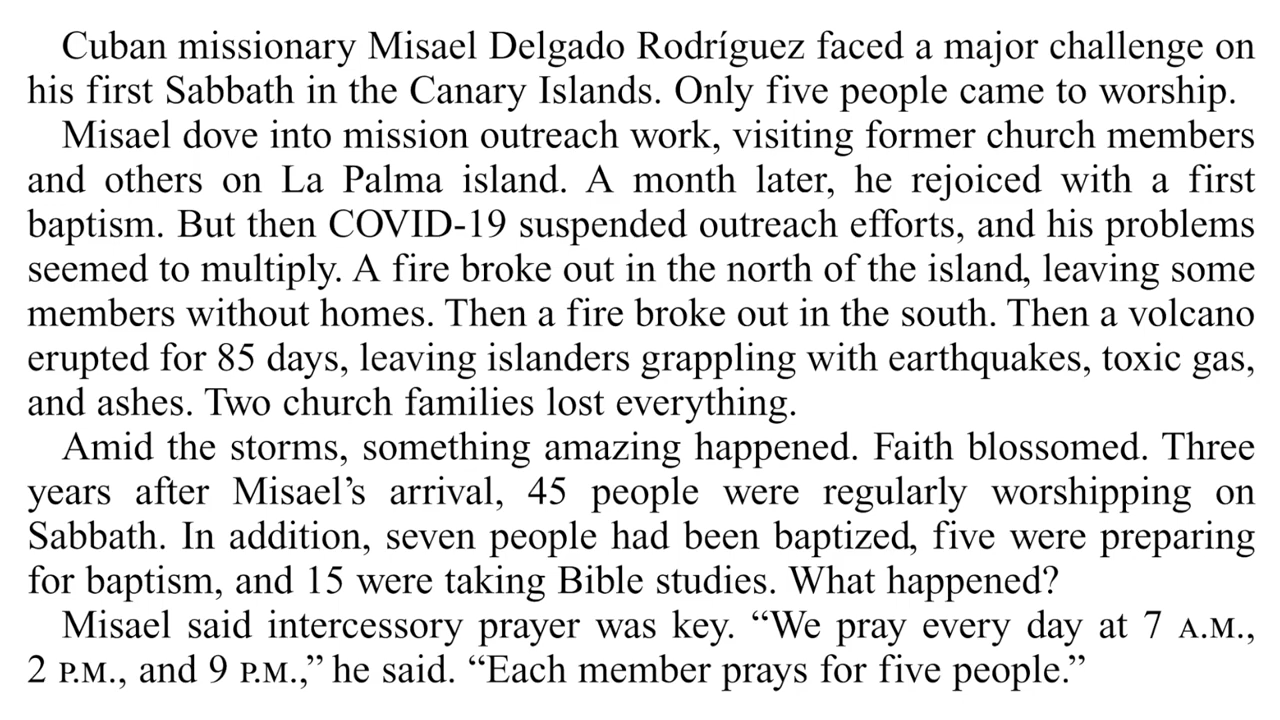 Cuban missionary Misael Delgado Rodríguez faced a major challenge on
his first Sabbath in the Canary Islands. Only five people came to worship.
Misael dove into mission outreach work, visiting former church members
and others on La Palma island. A month later, he rejoiced with a first
baptism. But then COVID-19 suspended outreach efforts, and his problems
seemed to multiply. A fire broke out in the north of the island, leaving some
members without homes. Then a fire broke out in the south. Then a volcano
erupted for 85 days, leaving islanders grappling with earthquakes, toxic gas,
and ashes. Two church families lost everything.
Amid the storms, something amazing happened. Faith blossomed. Three
years after Misael’s arrival, 45 people were regularly worshipping on
Sabbath. In addition, seven people had been baptized, five were preparing
for baptism, and 15 were taking Bible studies. What happened?
Misael said intercessory prayer was key. “We pray every day at 7 A.M.,
2 P.M., and 9 P.M.,” he said. “Each member prays for five people.”